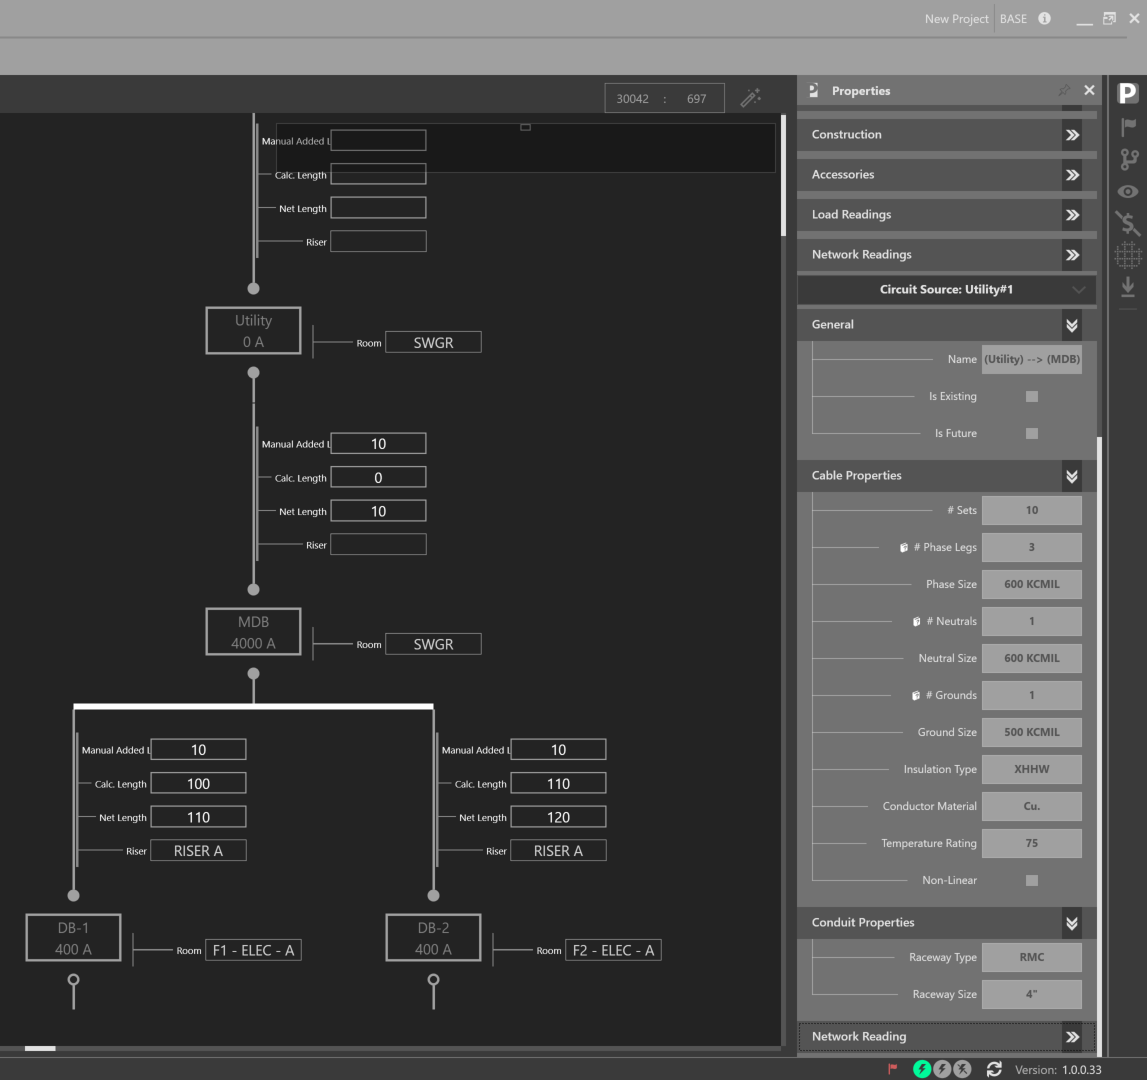 New Project
BASE
30042 : 697
Properties
Manual Added L
Calc. Length
Net Length
Riser
Utility
0 A
Room
SWGR
Manual Added L 10
Calc. Length 0
Net Length 10
Riser
MDB
4000 A
Room
SWGR
Manual Added L 10
Calc. Length 100
Net Length 110
Riser RISER A
Manual Added L 10
Calc. Length 110
Net Length 120
Riser RISER A
DB-1
400 A
Room
F1 - ELEC - A
DB-2
400 A
Room
F2 - ELEC - A
Construction
Accessories
Load Readings
Network Readings
Circuit Source: Utility#1
General
Name (Utility) --> (MDB)
Is Existing
Is Future
Cable Properties
# Sets 10
# Phase Legs 3
Phase Size 600 KCMIL
# Neutrals 1
Neutral Size 600 KCMIL
# Grounds 1
Ground Size 500 KCMIL
Insulation Type XHHW
Conductor Material Cu.
Temperature Rating 75
Non-Linear
Conduit Properties
Raceway Type RMC
Raceway Size 4"
Network Reading
P
Version: 1.0.0.33